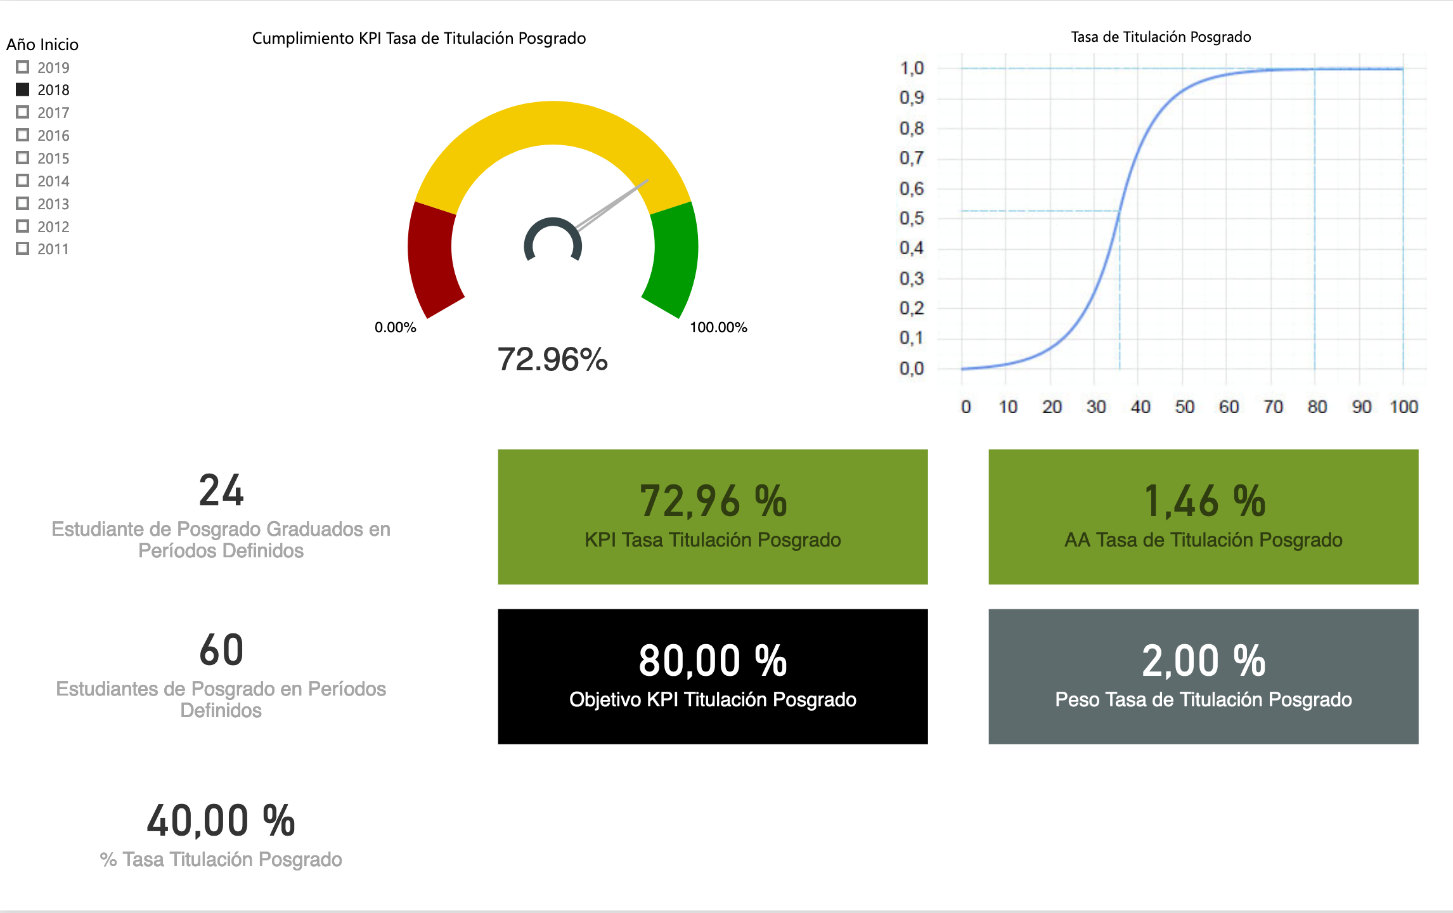 Año Inicio
2019
2018
2017
2016
2015
2014
2013
2012
2011
Cumplimiento KPI Tasa de Titulación Posgrado
0.00%
100.00%
72.96%
Tasa de Titulación Posgrado
1,0
0,9
0,8
0,7
0,6
0,5
0,4
0,3
0,2
0,1
0,0
0 10 20 30 40 50 60 70 80 90 100
24
Estudiante de Posgrado Graduados en
Períodos Definidos
72,96 %
KPI Tasa Titulación Posgrado
1,46 %
AA Tasa de Titulación Posgrado
60
Estudiantes de Posgrado en Períodos
Definidos
80,00 %
Objetivo KPI Titulación Posgrado
2,00 %
Peso Tasa de Titulación Posgrado
40,00 %
% Tasa Titulación Posgrado